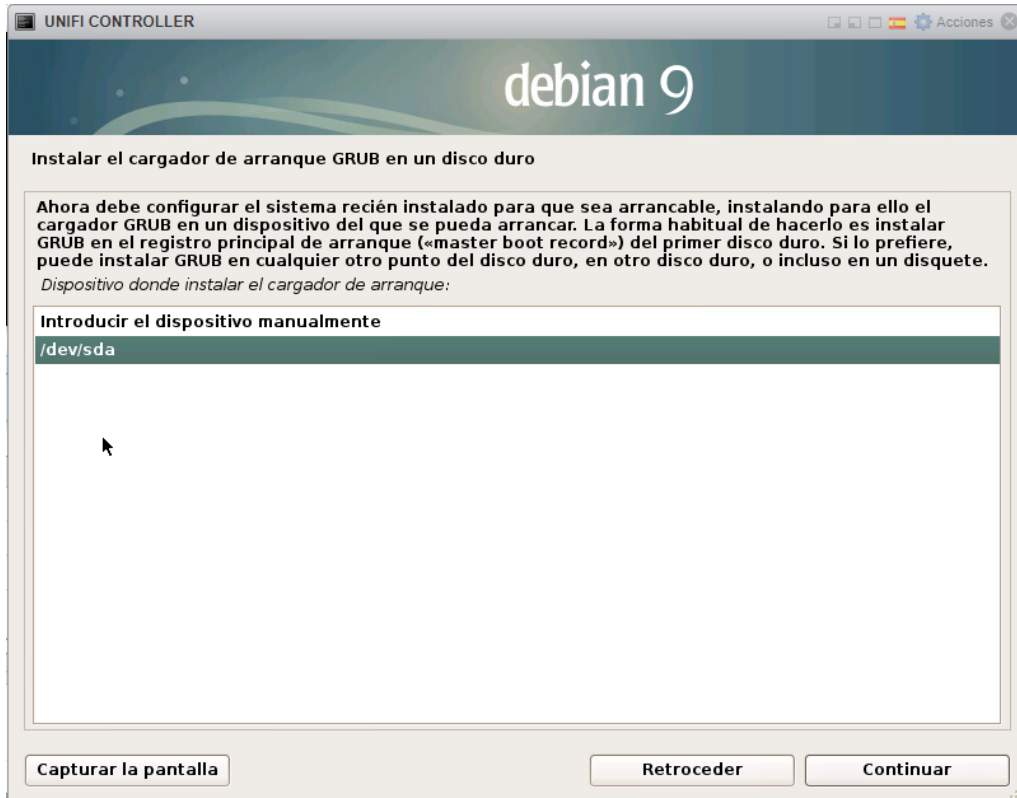 UNIFI CONTROLLER
Acciones
debian 9
Instalar el cargador de arranque GRUB en un disco duro
Ahora debe configurar el sistema recién instalado para que sea arrancable, instalando para ello el
cargador GRUB en un dispositivo del que se pueda arrancar. La forma habitual de hacerlo es instalar
GRUB en el registro principal de arranque («master boot record») del primer disco duro. Si lo prefiere,
puede instalar GRUB en cualquier otro punto del disco duro, en otro disco duro, o incluso en un disquete.
Dispositivo donde instalar el cargador de arranque:
Introducir el dispositivo manualmente
/dev/sda
Capturar la pantalla
Retroceder
Continuar